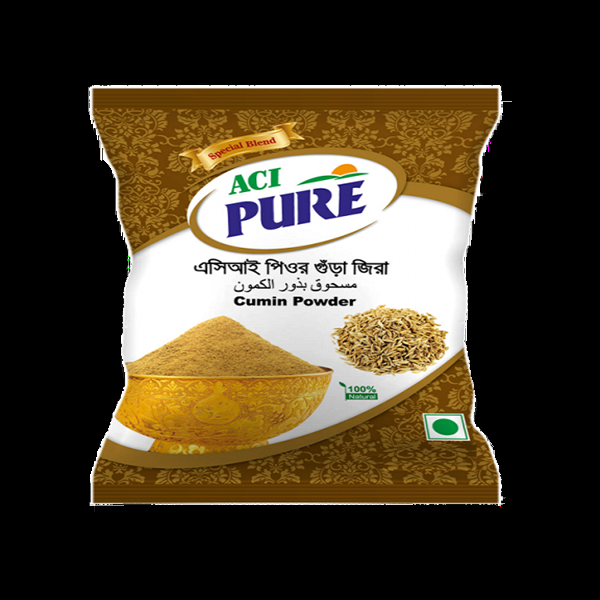 Special Blend
ACI
PURE
এসিআই পিওর গুঁড়া জিরা
مسحوق بذور الكمون
Cumin Powder
100%
Natural